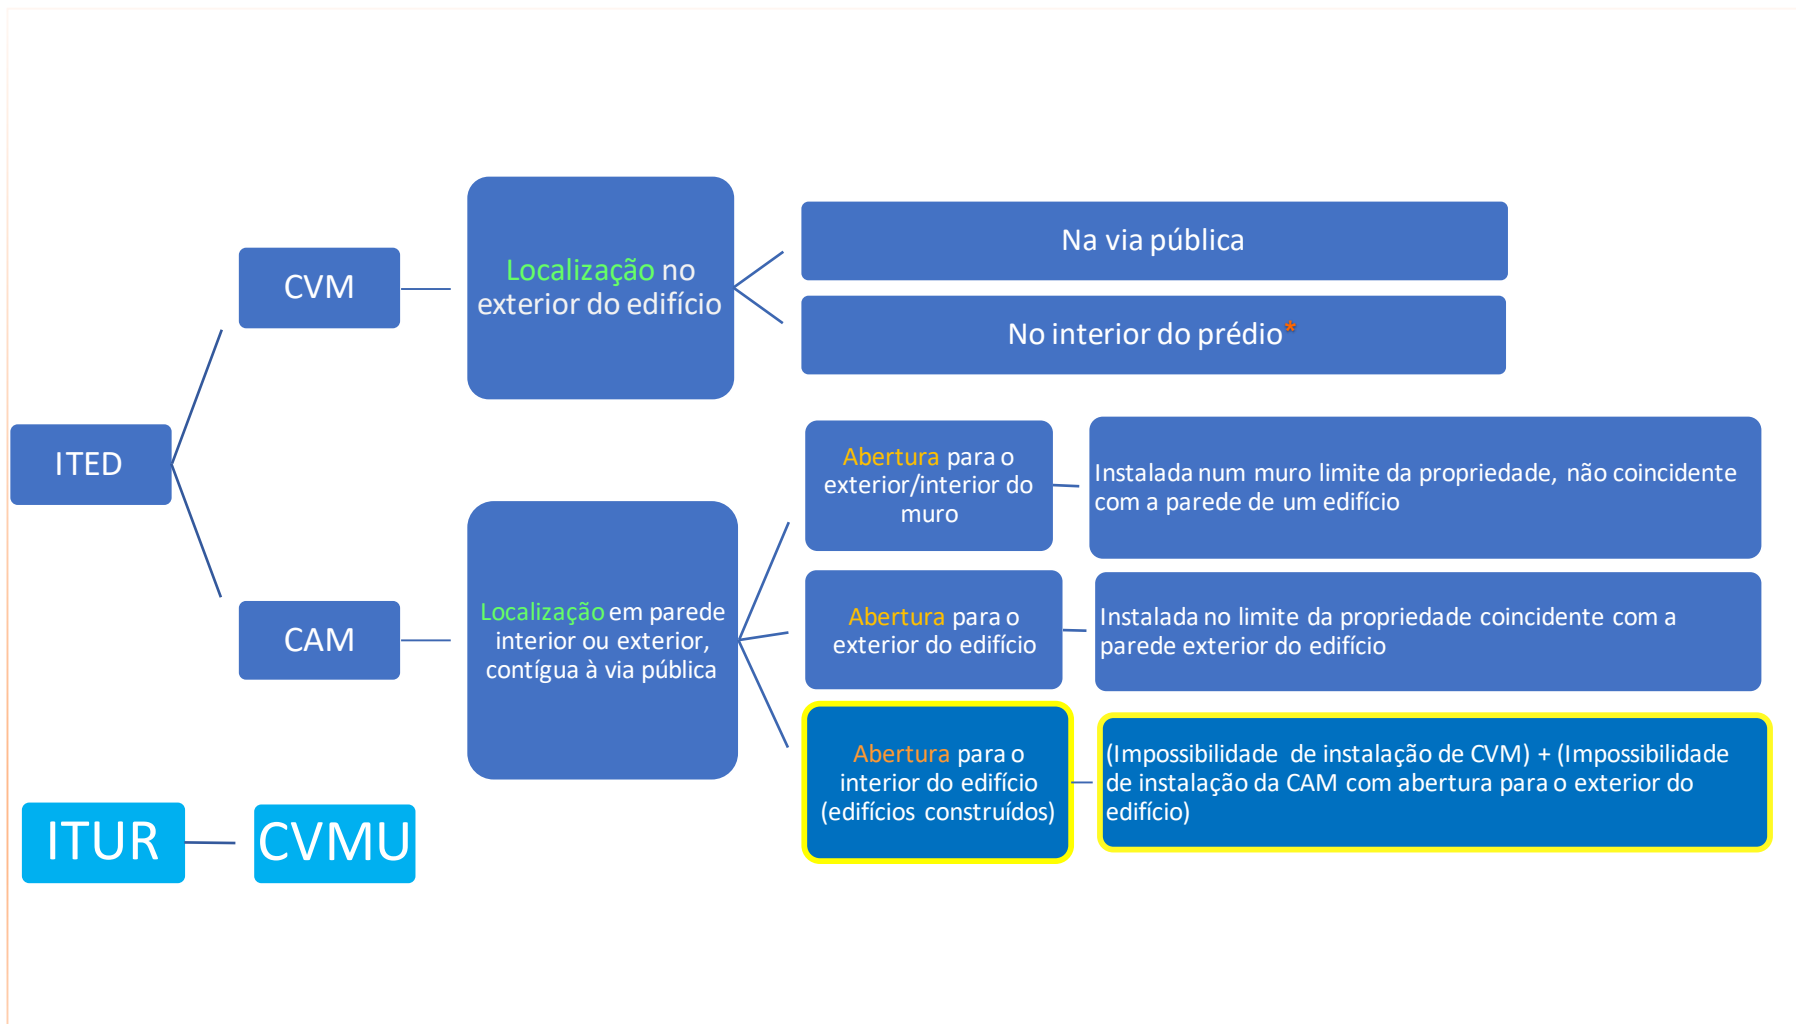 ITED
CVM
Localização no
exterior do edifício
Na via pública
No interior do prédio*
CAM
Localização em parede
interior ou exterior,
contígua à via pública
Abertura para o
exterior/interior do
muro
Instalada num muro limite da propriedade, não coincidente
com a parede de um edifício
Abertura para o
exterior do edifício
Instalada no limite da propriedade coincidente com a
parede exterior do edifício
Abertura para o
interior do edifício
(edifícios construídos)
(Impossibilidade de instalação de CVM) + (Impossibilidade
de instalação da CAM com abertura para o exterior do
edifício)
ITUR
CVMU